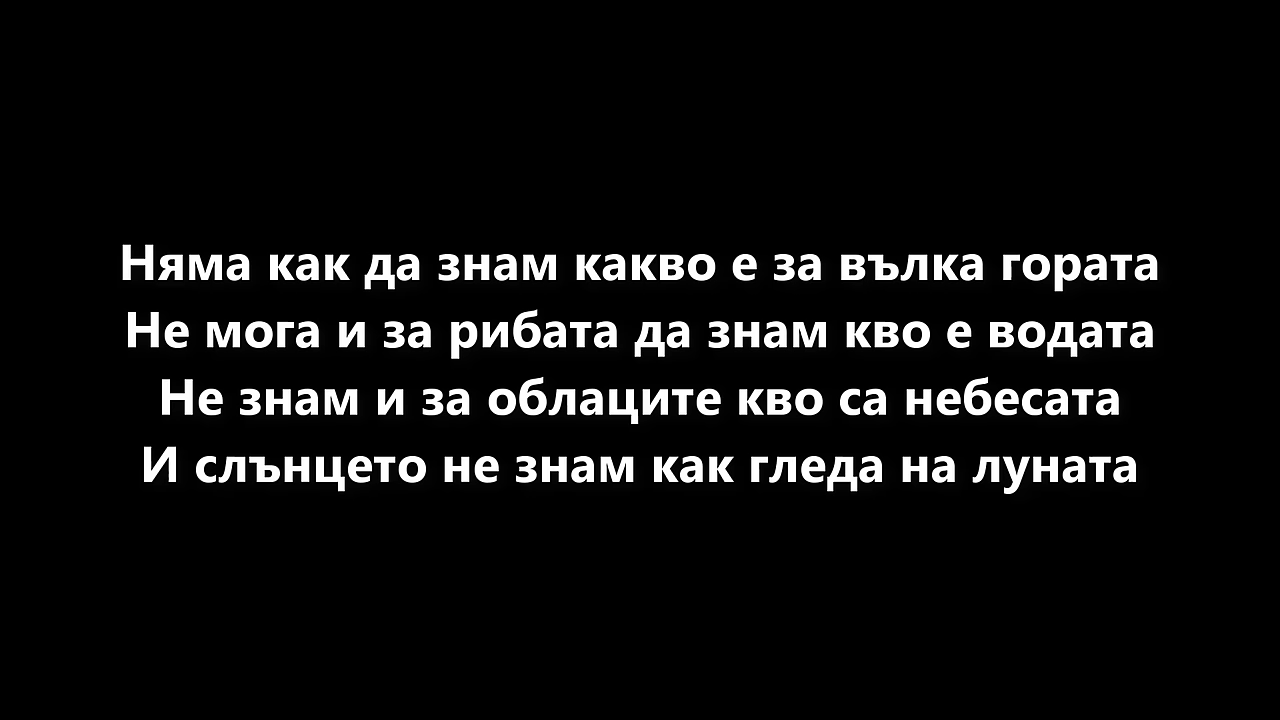 Няма как да знам какво е за вълка гората
Не мога и за рибата да знам кво е водата
Не знам и за облаците кво са небесата
И слънцето не знам как гледа на луната